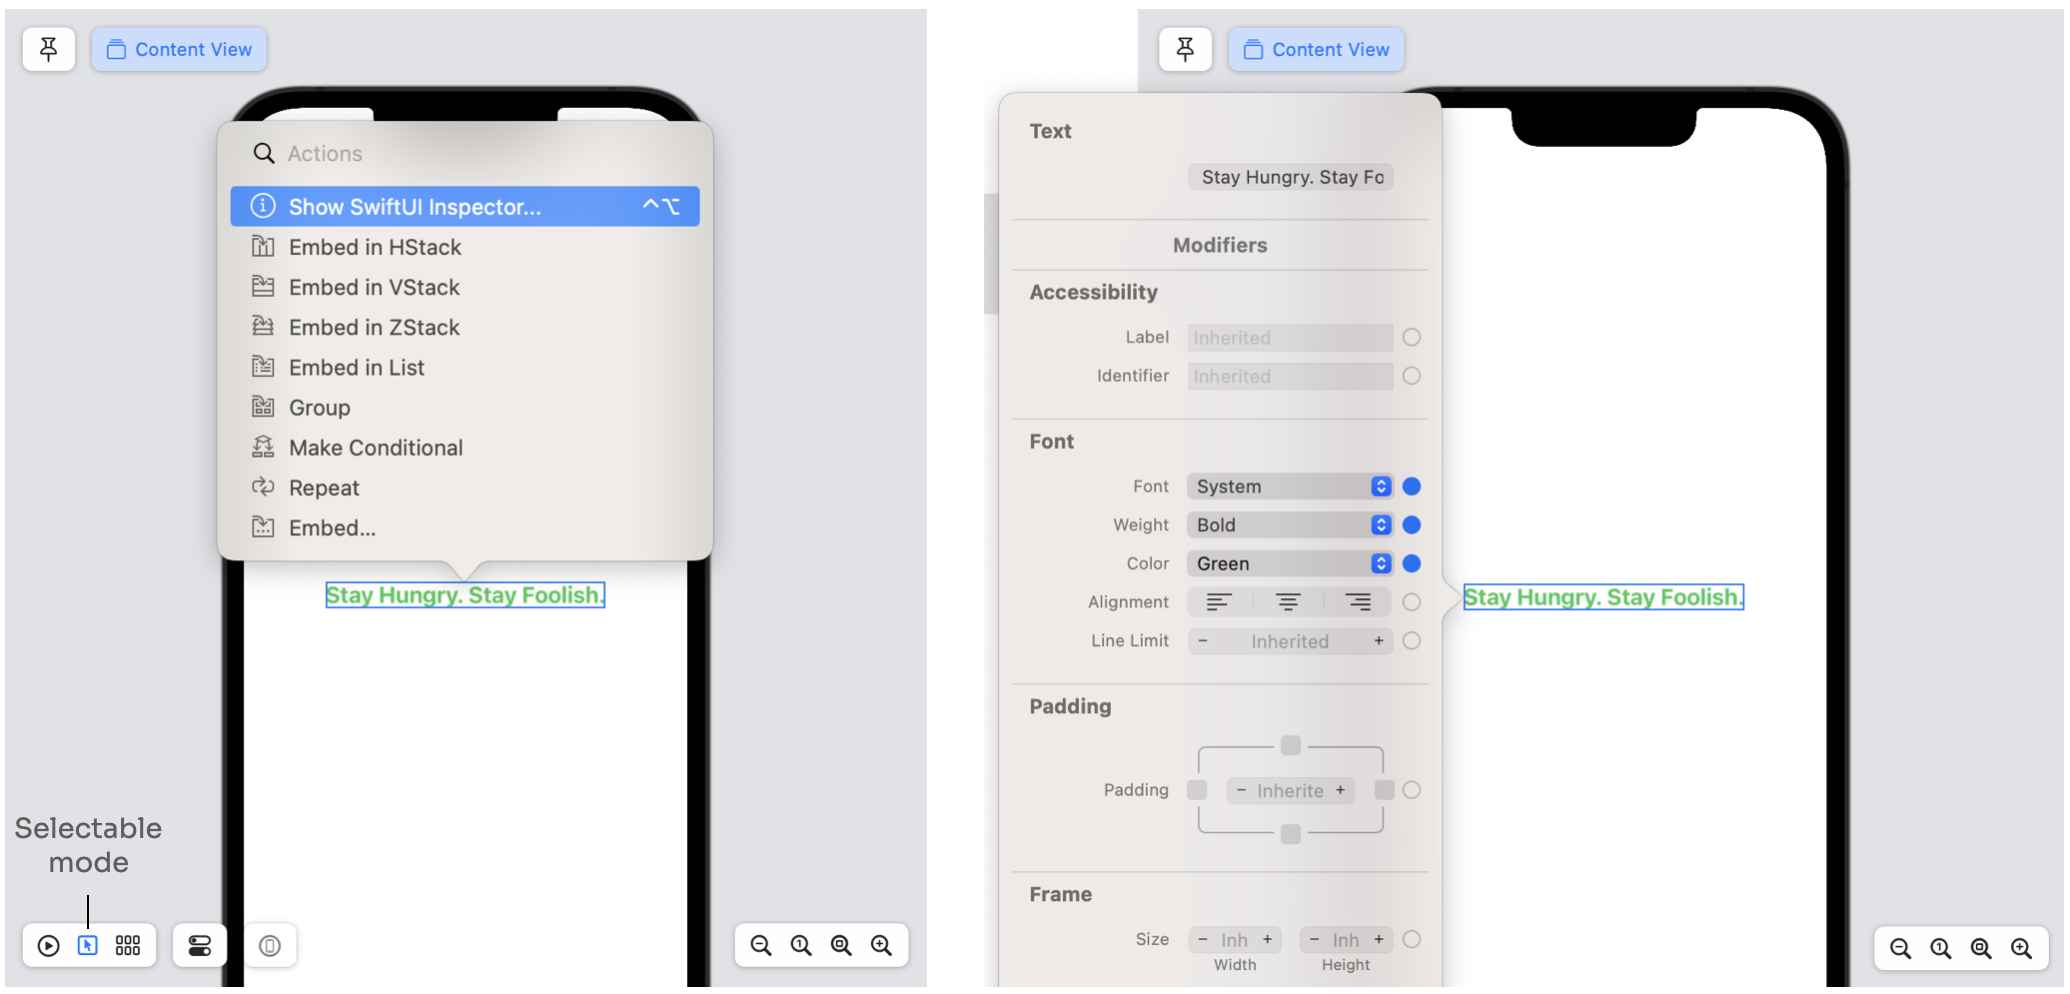 Content View
Actions
Show SwiftUI Inspector... ^⌥
Embed in HStack
Embed in VStack
Embed in ZStack
Embed in List
Group
Make Conditional
Repeat
Embed...
Stay Hungry. Stay Foolish.
Selectable
mode
Content View
Text
Stay Hungry. Stay Fo
Modifiers
Accessibility
Label Inherited
Identifier Inherited
Font
Font System
Weight Bold
Color Green
Alignment
Line Limit − Inherited +
Padding
Padding − Inherite +
Frame
Size − Inh + − Inh +
Width Height
Stay Hungry. Stay Foolish.